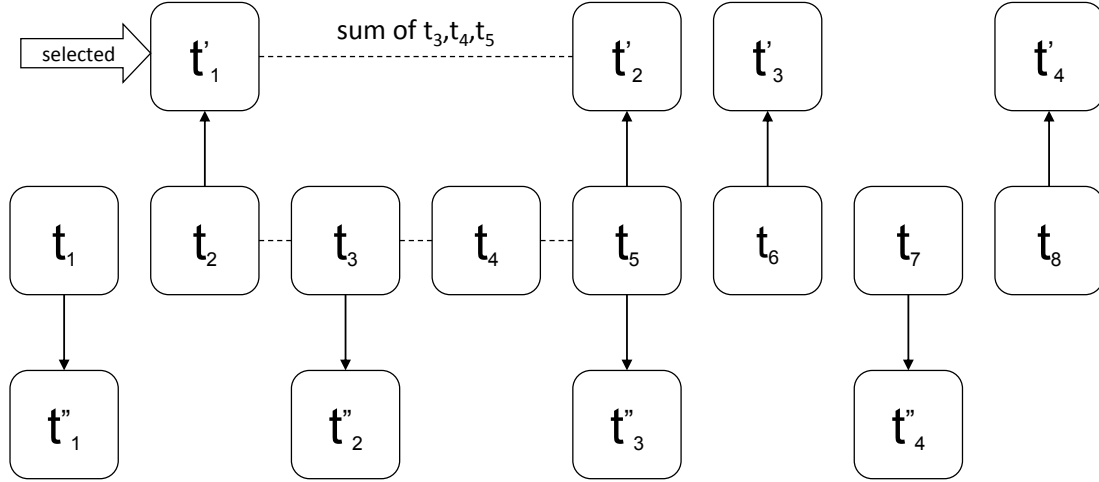 sum of t₃,t₄,t₅
selected t'₁ t'₂ t'₃ t'₄
t₁ t₂ t₃ t₄ t₅ t₆ t₇ t₈
t”₁ t”₂ t”₃ t”₄